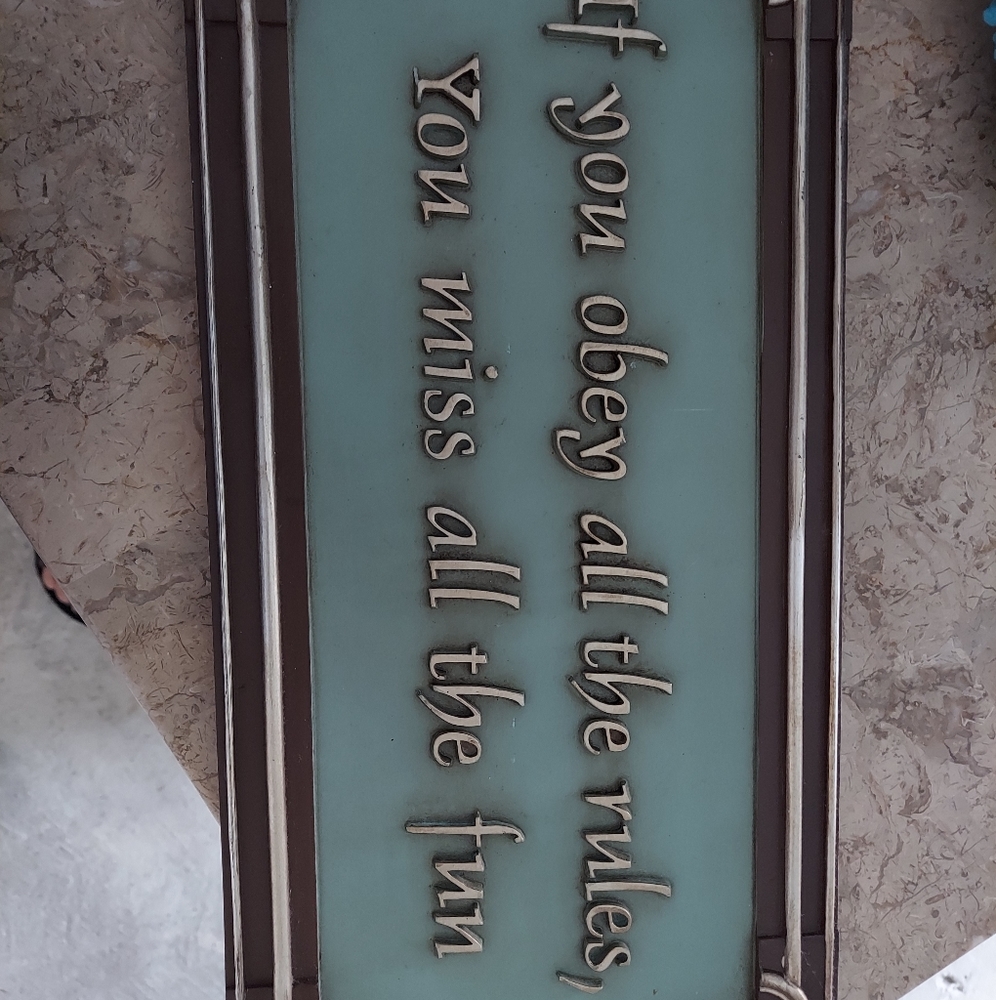 If you obey all the rules,
You miss all the fun